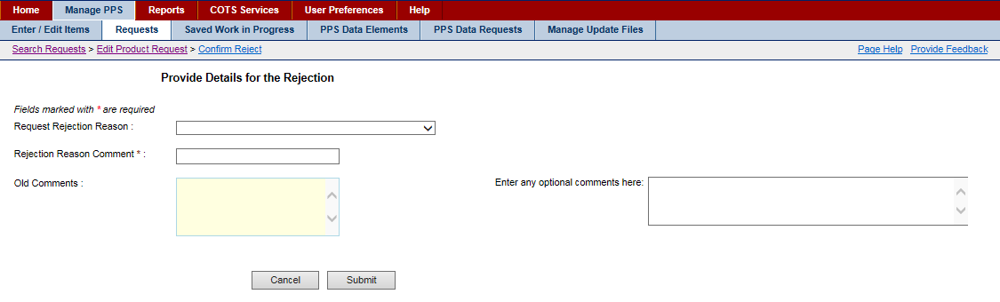 Home Manage PPS Reports COTS Services User Preferences Help
Enter / Edit Items Requests Saved Work in Progress PPS Data Elements PPS Data Requests Manage Update Files
Search Requests > Edit Product Request > Confirm Reject Page Help Provide Feedback
Provide Details for the Rejection
Fields marked with * are required
Request Rejection Reason :
Rejection Reason Comment * :
Old Comments : Enter any optional comments here:
Cancel Submit